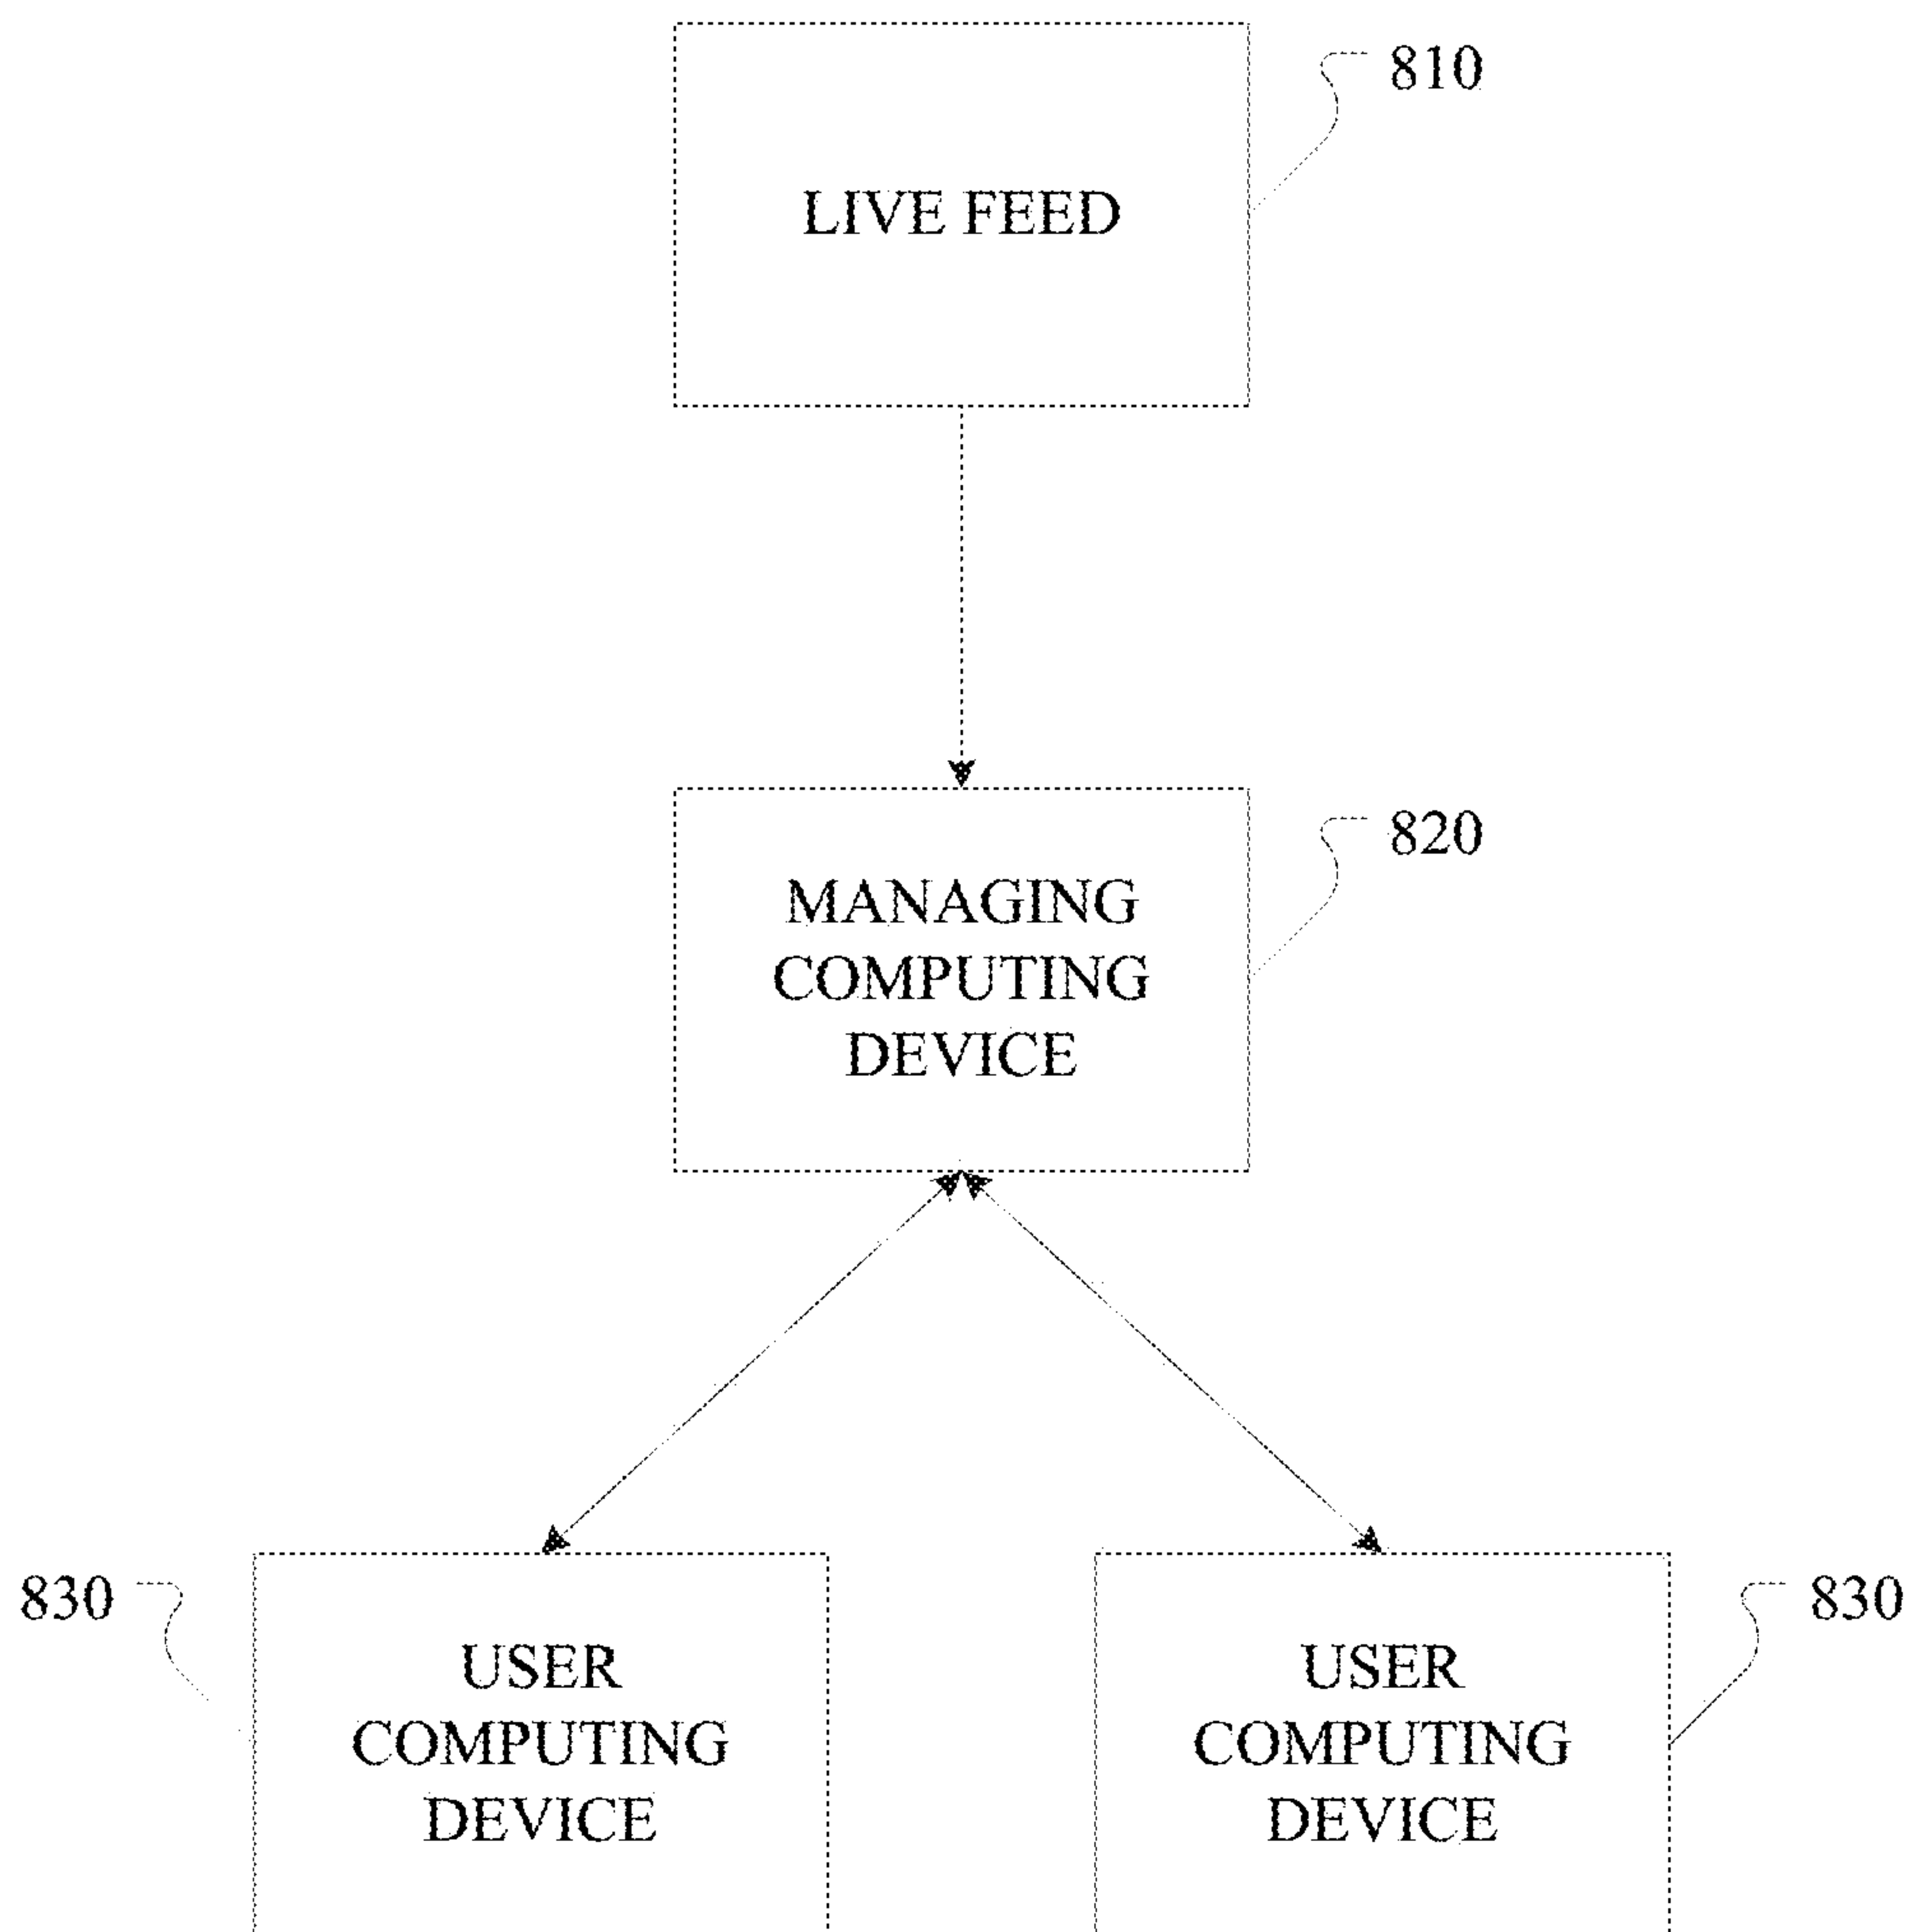 810
LIVE FEED
820
MANAGING
COMPUTING
DEVICE
830
USER
COMPUTING
DEVICE
USER
COMPUTING
DEVICE
830